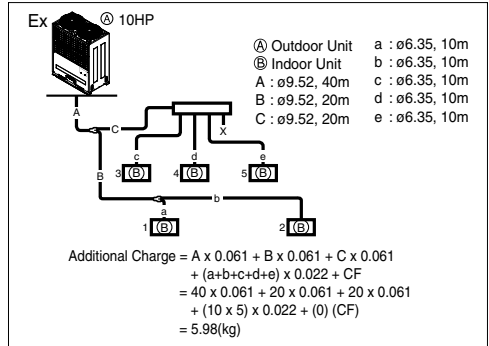 Ex Ⓐ 10HP
Ⓐ Outdoor Unit
Ⓑ Indoor Unit
A : ø9.52, 40m
B : ø9.52, 20m
C : ø9.52, 20m
a : ø6.35, 10m
b : ø6.35, 10m
c : ø6.35, 10m
d : ø6.35, 10m
e : ø6.35, 10m
A
C
X
c
d
e
3 Ⓑ
4 Ⓑ
5 Ⓑ
B
b
a
1 Ⓑ
2 Ⓑ
Additional Charge = A x 0.061 + B x 0.061 + C x 0.061
+ (a+b+c+d+e) x 0.022 + CF
= 40 x 0.061 + 20 x 0.061 + 20 x 0.061
+ (10 x 5) x 0.022 + (0) (CF)
= 5.98(kg)